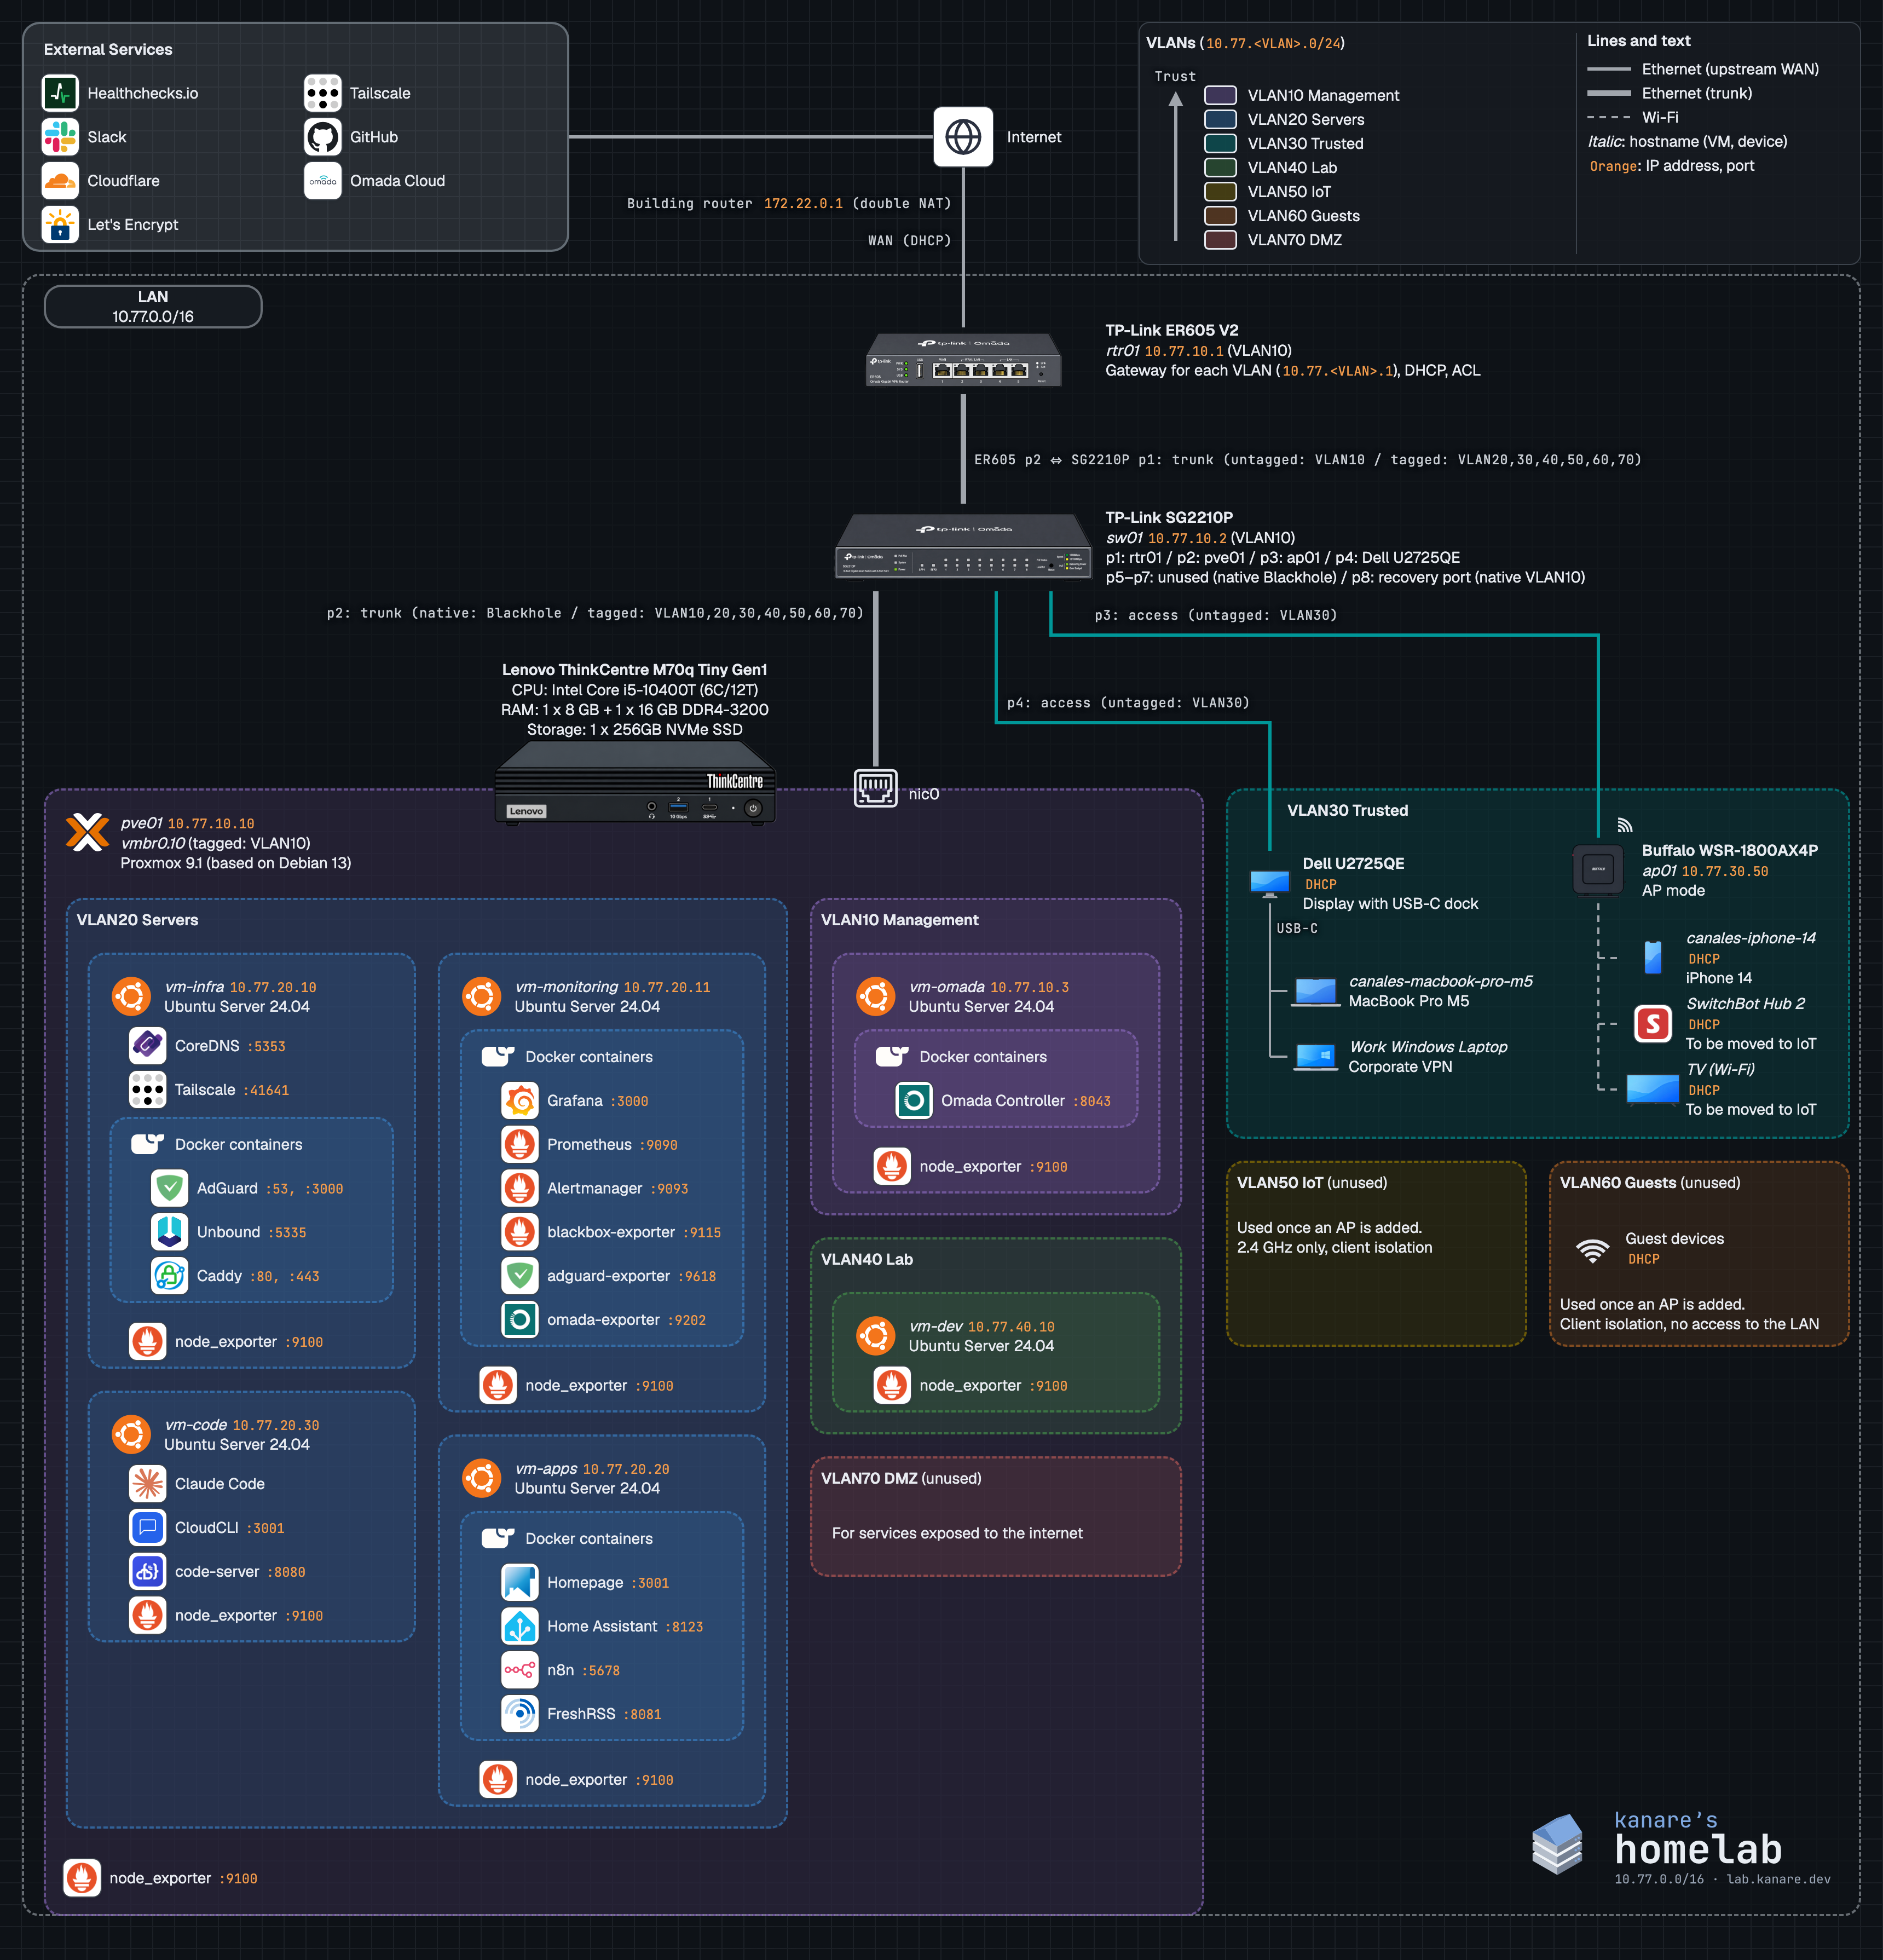 External Services
Healthchecks.io
Tailscale
Slack
GitHub
Cloudflare
omada
Omada Cloud
Let's Encrypt
Internet
Building router 172.22.0.1 (double NAT)
WAN (DHCP)
VLANs (10.77.<VLAN>.0/24)
Trust
VLAN10 Management
VLAN20 Servers
VLAN30 Trusted
VLAN40 Lab
VLAN50 IoT
VLAN60 Guests
VLAN70 DMZ
Lines and text
Ethernet (upstream WAN)
Ethernet (trunk)
Wi-Fi
Italic: hostname (VM, device)
Orange: IP address, port
LAN
10.77.0.0/16
tp-link | Omada
TP-Link ER605 V2
rtr01 10.77.10.1 (VLAN10)
Gateway for each VLAN (10.77.<VLAN>.1), DHCP, ACL
ER605 p2 ⇔ SG2210P p1: trunk (untagged: VLAN10 / tagged: VLAN20,30,40,50,60,70)
tp-link | Omada
TP-Link SG2210P
sw01 10.77.10.2 (VLAN10)
p1: rtr01 / p2: pve01 / p3: ap01 / p4: Dell U2725QE
p5–p7: unused (native Blackhole) / p8: recovery port (native VLAN10)
p2: trunk (native: Blackhole / tagged: VLAN10,20,30,40,50,60,70)
p3: access (untagged: VLAN30)
p4: access (untagged: VLAN30)
Lenovo ThinkCentre M70q Tiny Gen1
CPU: Intel Core i5-10400T (6C/12T)
RAM: 1 x 8 GB + 1 x 16 GB DDR4-3200
Storage: 1 x 256GB NVMe SSD
ThinkCentre
Lenovo
nic0
pve01 10.77.10.10
vmbr0.10 (tagged: VLAN10)
Proxmox 9.1 (based on Debian 13)
VLAN20 Servers
vm-infra 10.77.20.10
Ubuntu Server 24.04
CoreDNS :5353
Tailscale :41641
Docker containers
AdGuard :53, :3000
Unbound :5335
Caddy :80, :443
node_exporter :9100
vm-monitoring 10.77.20.11
Ubuntu Server 24.04
Docker containers
Grafana :3000
Prometheus :9090
Alertmanager :9093
blackbox-exporter :9115
adguard-exporter :9618
omada-exporter :9202
node_exporter :9100
vm-code 10.77.20.30
Ubuntu Server 24.04
Claude Code
CloudCLI :3001
code-server :8080
node_exporter :9100
vm-apps 10.77.20.20
Ubuntu Server 24.04
Docker containers
Homepage :3001
Home Assistant :8123
n8n :5678
FreshRSS :8081
node_exporter :9100
VLAN10 Management
vm-omada 10.77.10.3
Ubuntu Server 24.04
Docker containers
Omada Controller :8043
node_exporter :9100
VLAN40 Lab
vm-dev 10.77.40.10
Ubuntu Server 24.04
node_exporter :9100
VLAN70 DMZ (unused)
For services exposed to the internet
node_exporter :9100
VLAN30 Trusted
Dell U2725QE
DHCP
Display with USB-C dock
USB-C
canales-macbook-pro-m5
MacBook Pro M5
Work Windows Laptop
Corporate VPN
Buffalo WSR-1800AX4P
ap01 10.77.30.50
AP mode
canales-iphone-14
DHCP
iPhone 14
SwitchBot Hub 2
DHCP
To be moved to IoT
TV (Wi-Fi)
DHCP
To be moved to IoT
VLAN50 IoT (unused)
Used once an AP is added.
2.4 GHz only, client isolation
VLAN60 Guests (unused)
Guest devices
DHCP
Used once an AP is added.
Client isolation, no access to the LAN
kanare's
homelab
10.77.0.0/16 · lab.kanare.dev